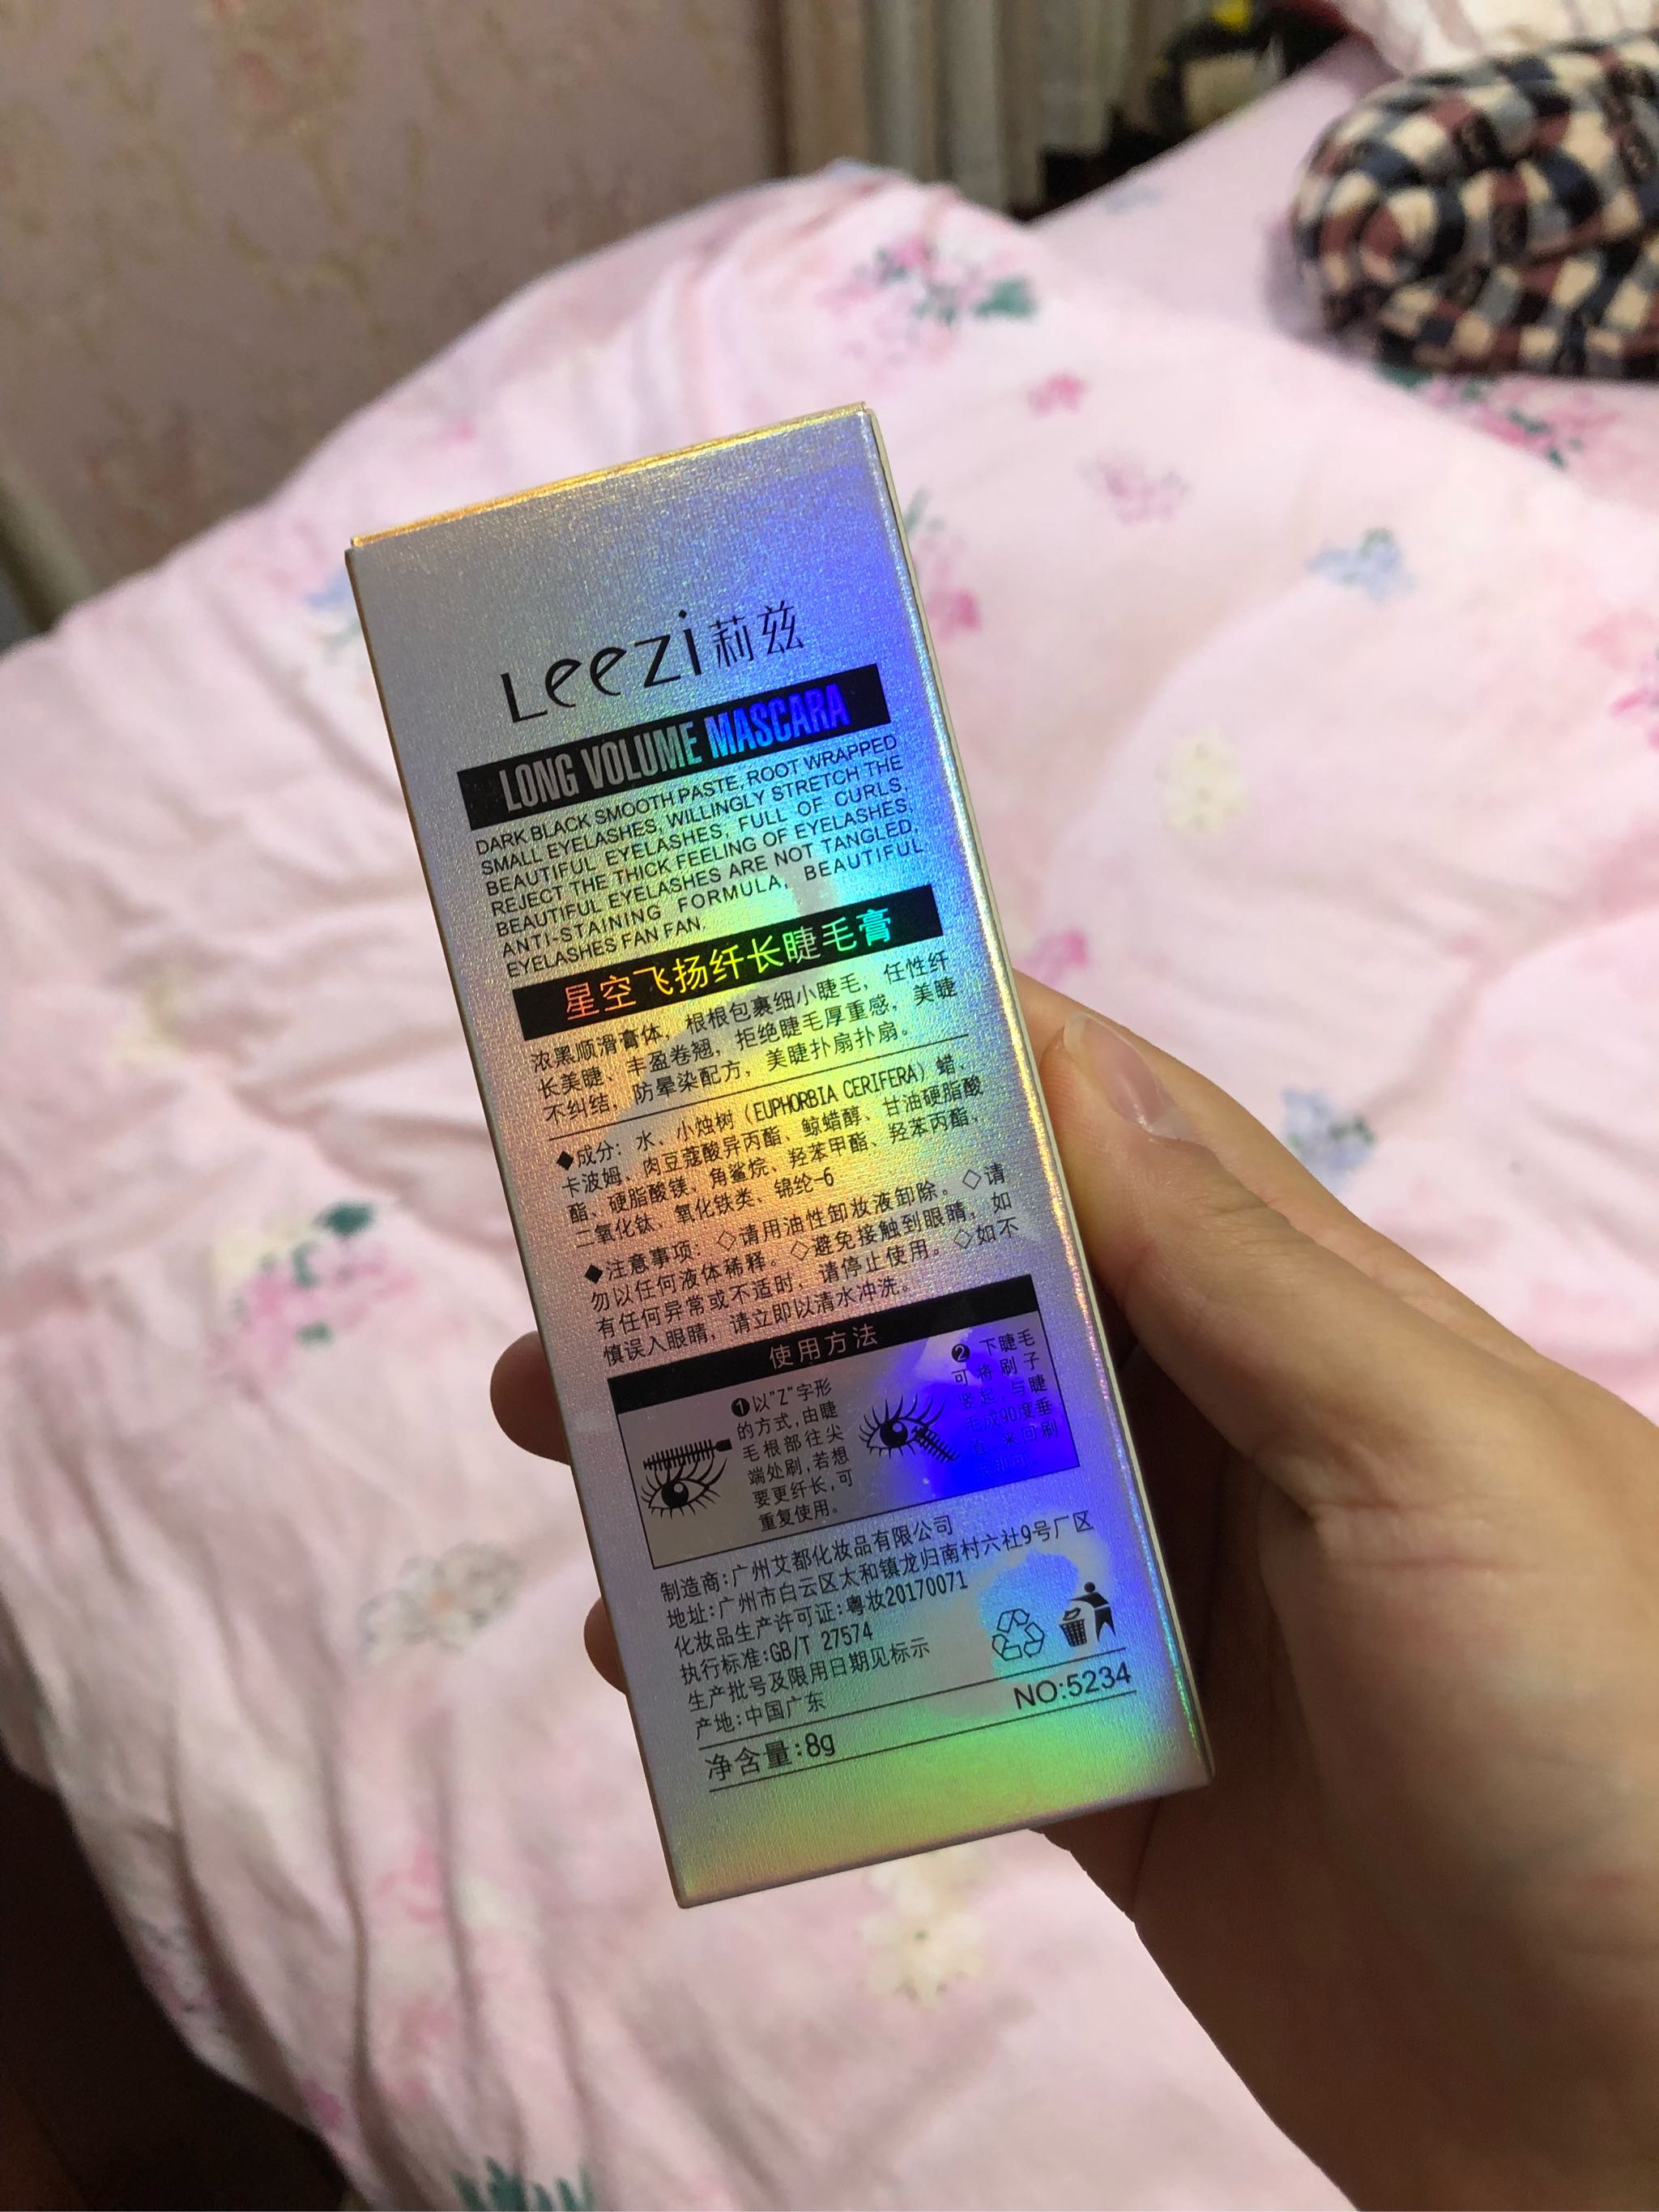 Leezi 莉兹
LONG VOLUME MASCARA
DARK BLACK SMOOTH PASTE, ROOT WRAPPED
SMALL EYELASHES, WILLINGLY STRETCH THE
BEAUTIFUL EYELASHES, FULL OF CURLS,
REJECT THE THICK FEELING OF EYELASHES,
BEAUTIFUL EYELASHES ARE NOT TANGLED,
ANTI-STAINING FORMULA, BEAUTIFUL
EYELASHES FAN FAN.
星空飞扬纤长睫毛膏
浓黑顺滑膏体，根根包裹细小睫毛，任性纤
长美睫、丰盈卷翘，拒绝睫毛厚重感，美睫
不纠结，防晕染配方，美睫扑扇扑扇。
◆成分：水、小烛树（EUPHORBIA CERIFERA）蜡、
卡波姆、肉豆蔻酸异丙酯、鲸蜡醇、甘油硬脂酸
酯、硬脂酸镁、角鲨烷、羟苯甲酯、羟苯丙酯、
二氧化钛、氧化铁类、锦纶-6
◆注意事项：◇请用油性卸妆液卸除。◇请
勿以任何液体稀释。◇避免接触到眼睛，如
有任何异常或不适时，请停止使用。◇如不
慎误入眼睛，请立即以清水冲洗。
使用方法
❶以"Z"字形
的方式,由睫
毛根部往尖
端处刷,若想
要更纤长,可
重复使用。
❷下睫毛
可将刷子
竖起，与睫
毛成90度垂
直，来回刷
制造商:广州艾都化妆品有限公司
地址:广州市白云区太和镇龙归南村六社9号厂区
化妆品生产许可证:粤妆20170071
执行标准:GB/T 27574
生产批号及限用日期见标示
产地:中国广东
净含量:8g
NO:5234